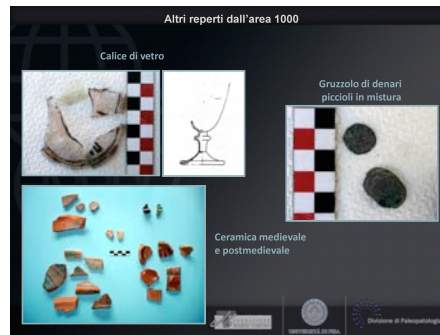 Altri reperti dall'area 1000
Calice di vetro
Gruzzolo di denari
piccioli in mistura
Ceramica medievale
e postmedievale
UNIVERSITÀ DI PISA
Divisione di Paleopatologia